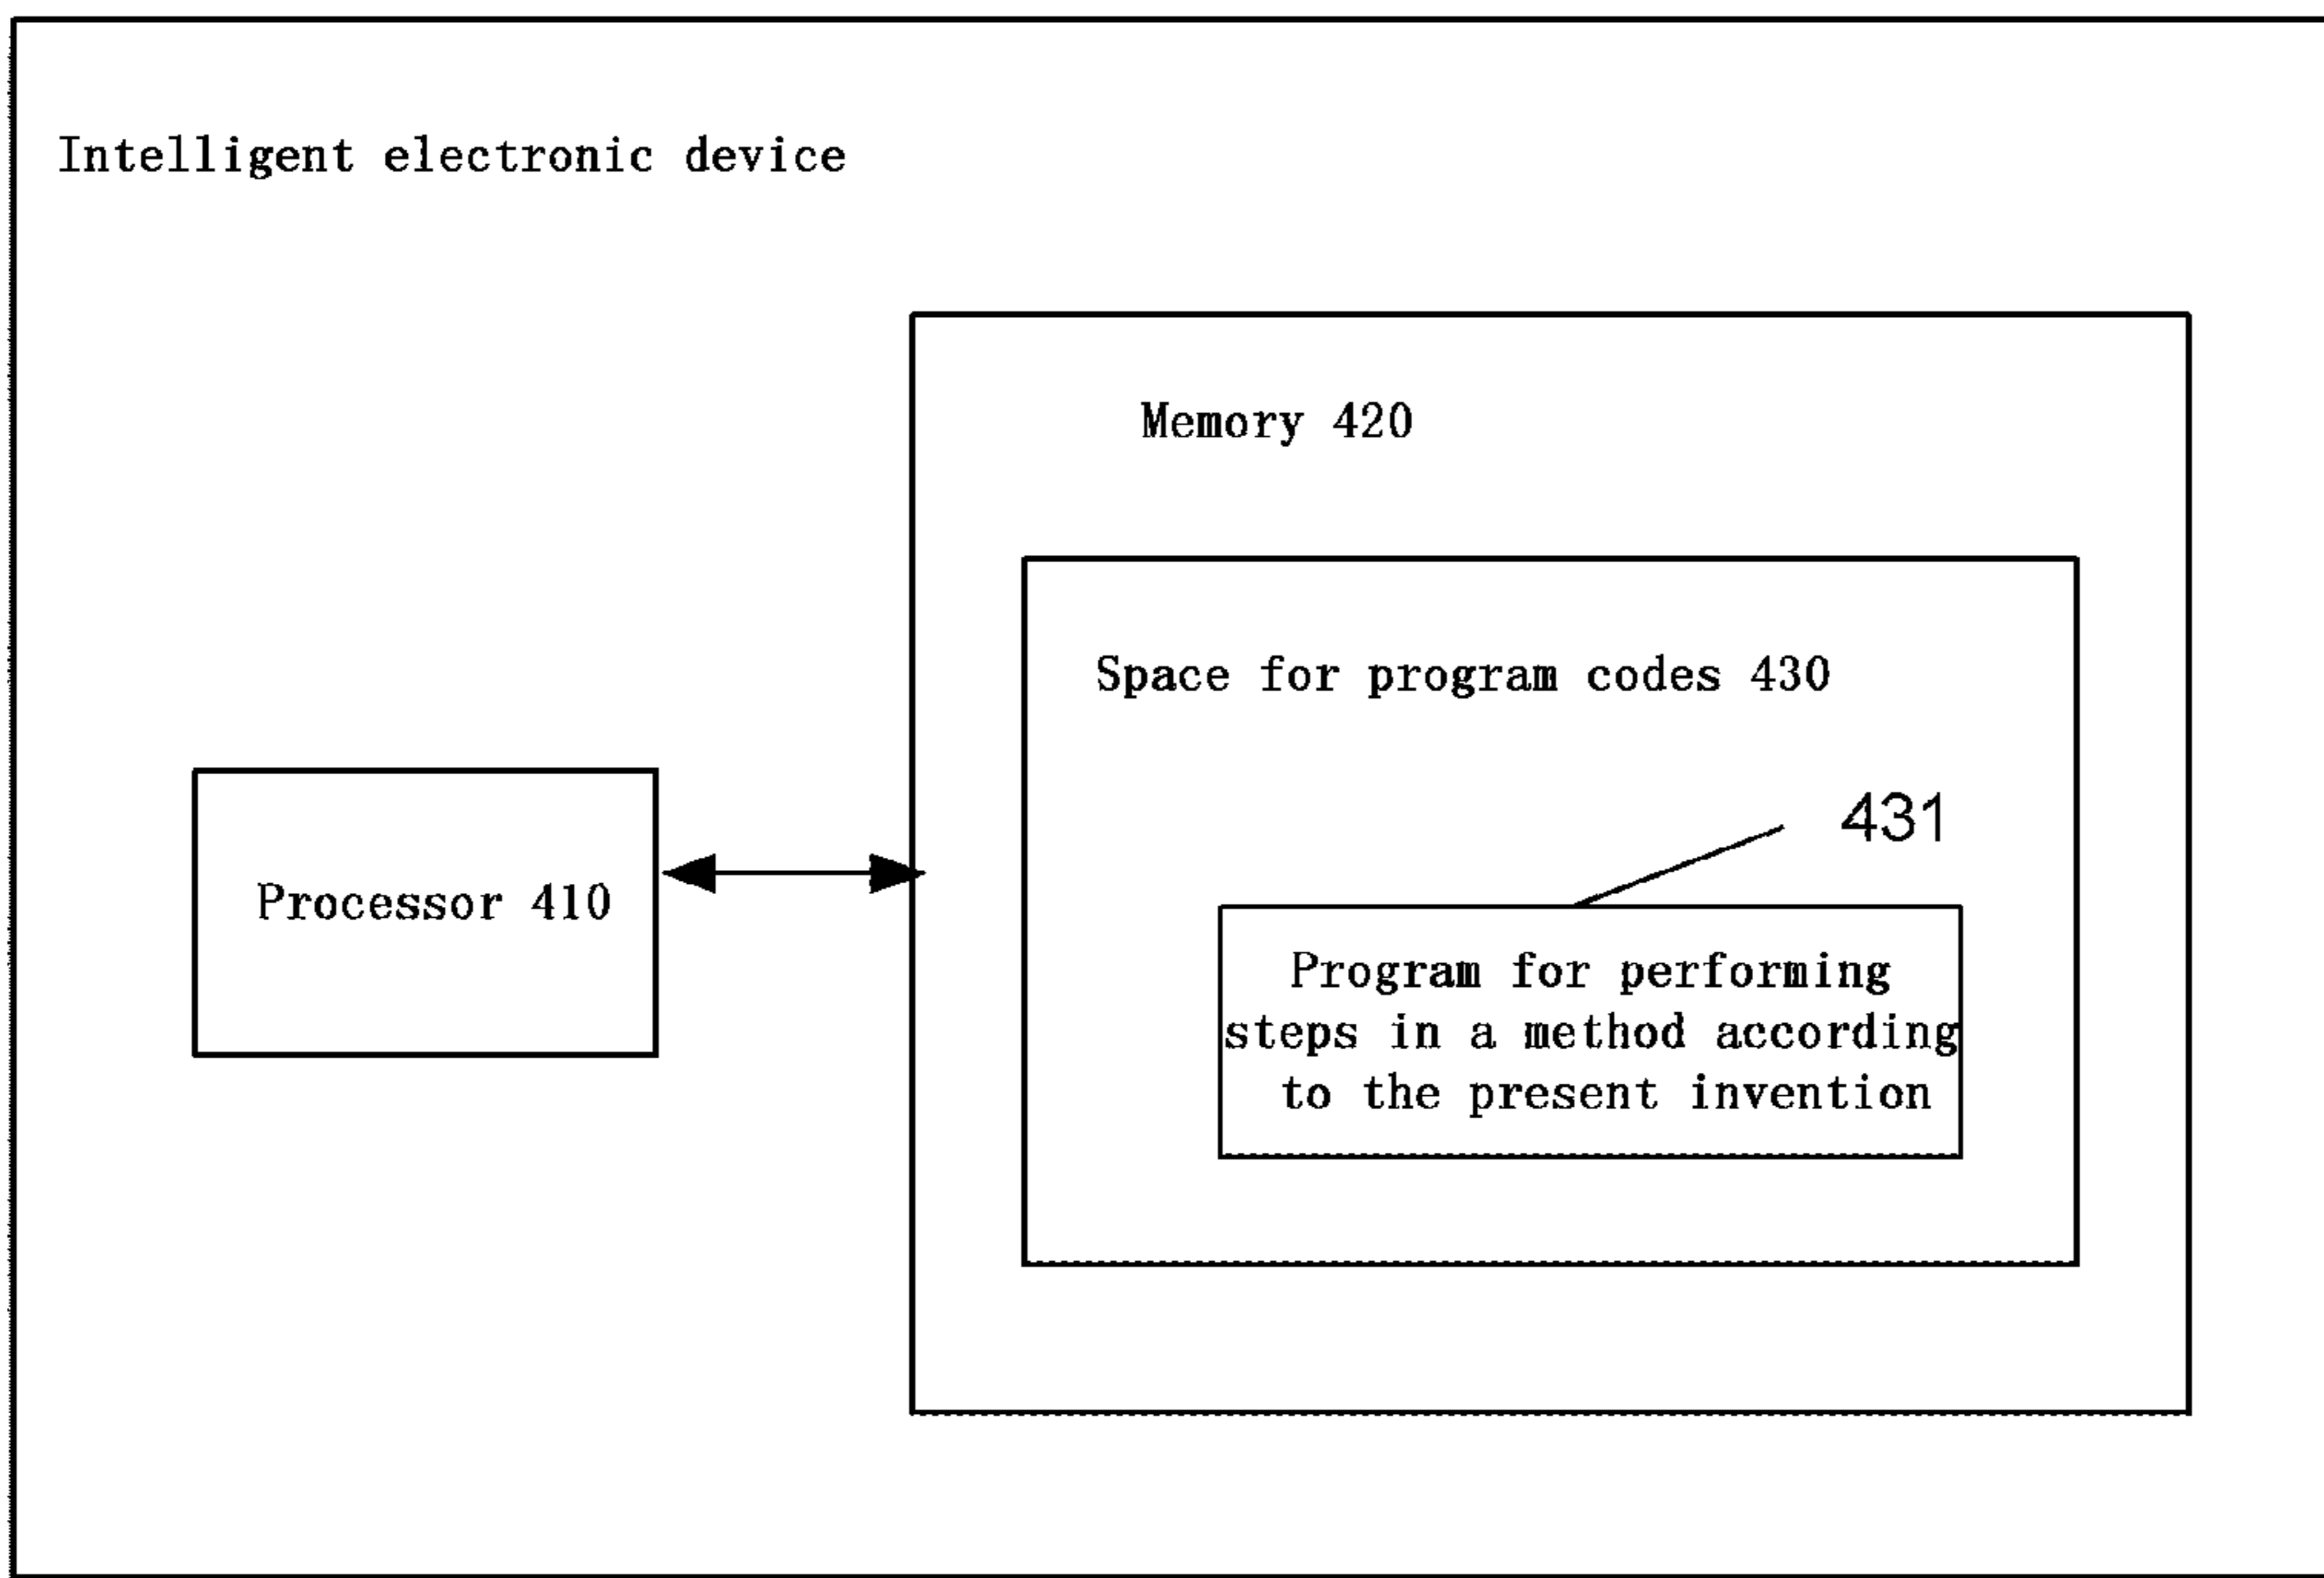 Intelligent electronic device
Memory 420
Space for program codes 430
431
Processor 410
Program for performing
steps in a method according
to the present invention